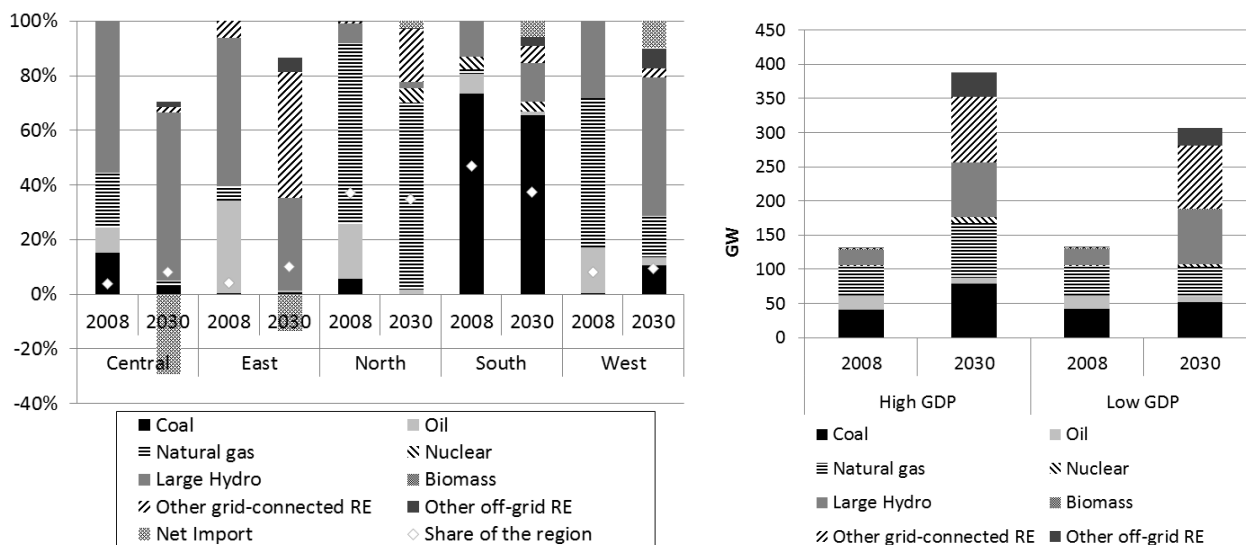 100%
80%
60%
40%
20%
0%
-20%
-40%
2008 2030 2008 2030 2008 2030 2008 2030 2008 2030
Central East North South West
Coal Oil
Natural gas Nuclear
Large Hydro Biomass
Other grid-connected RE Other off-grid RE
Net Import Share of the region
450
400
350
300
250
200
150
100
50
0
GW
2008 2030 2008 2030
High GDP Low GDP
Coal Oil
Natural gas Nuclear
Large Hydro Biomass
Other grid-connected RE Other off-grid RE